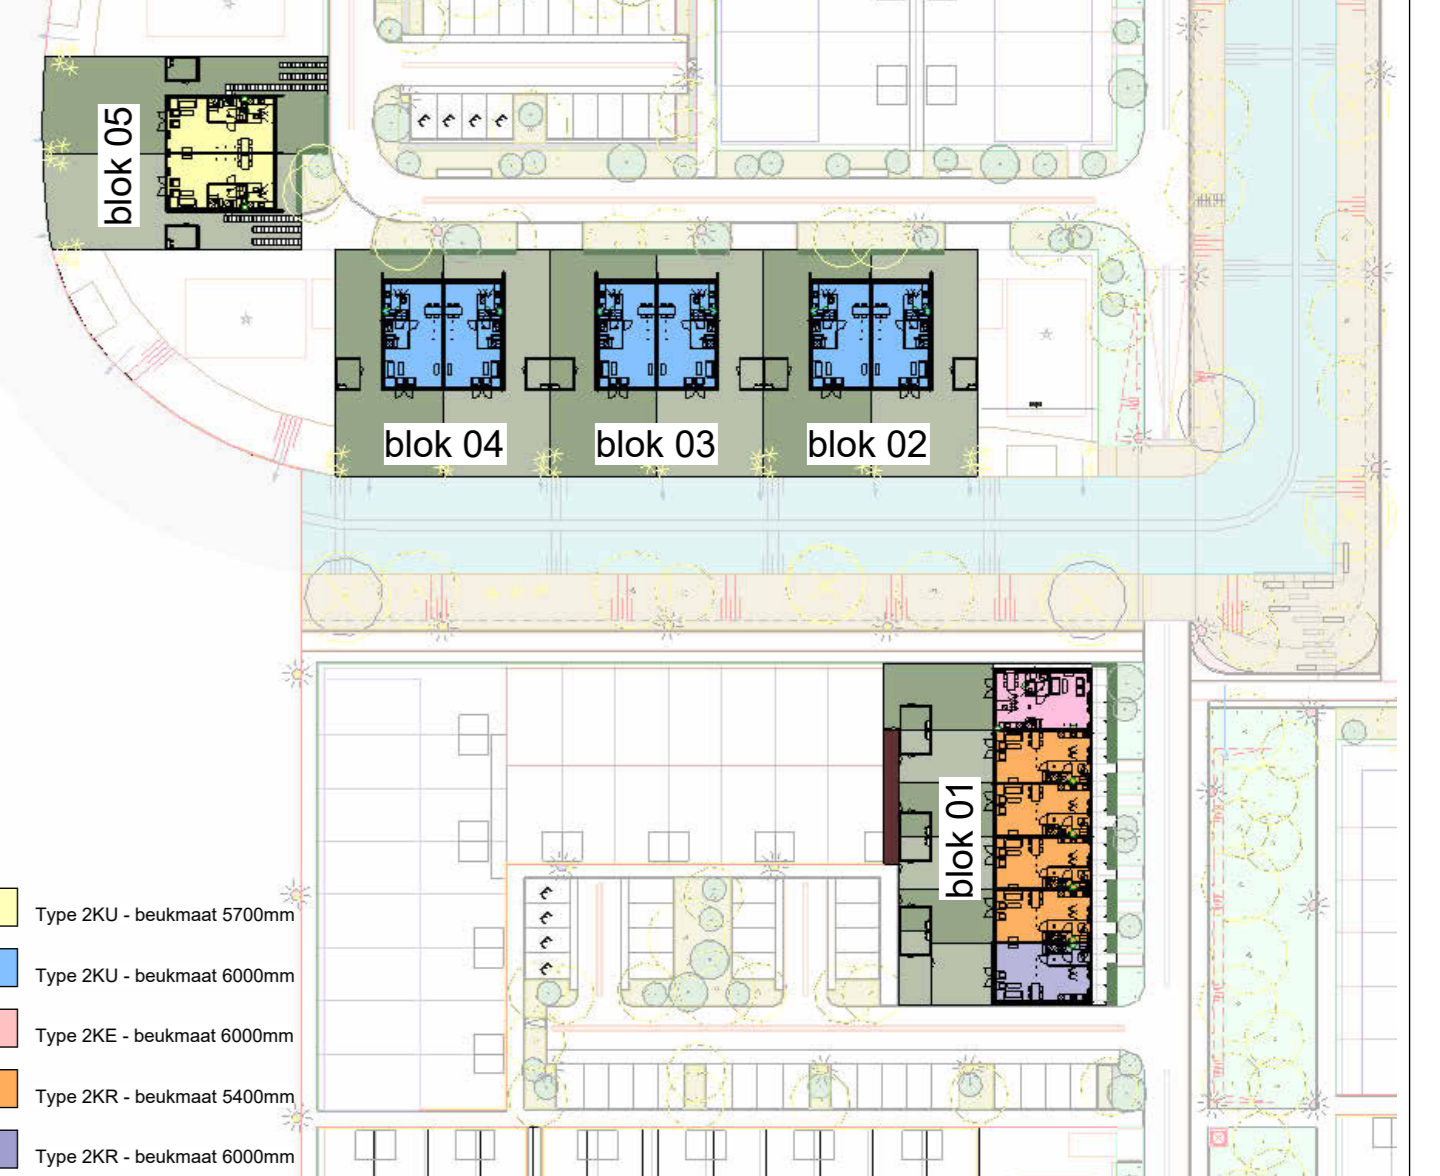 blok 05
blok 04
blok 03
blok 02
blok 01
Type 2KU - beukmaat 5700mm
Type 2KU - beukmaat 6000mm
Type 2KE - beukmaat 6000mm
Type 2KR - beukmaat 5400mm
Type 2KR - beukmaat 6000mm